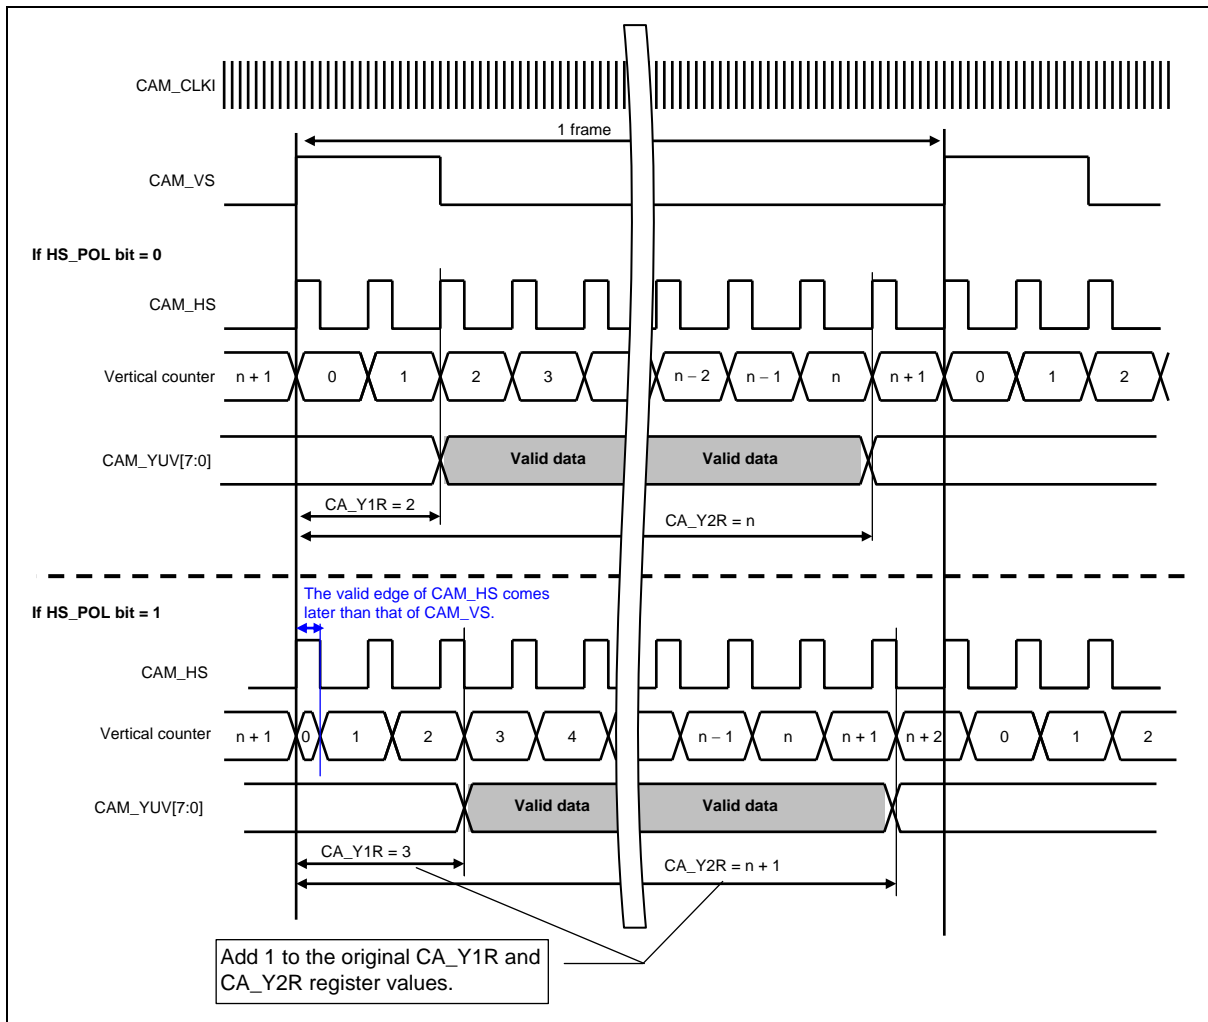 CAM_CLKI
1 frame
CAM_VS
If HS_POL bit = 0
CAM_HS
Vertical counter
n + 1 0 1 2 3 n – 2 n – 1 n n + 1 0 1 2
CAM_YUV[7:0]
Valid data Valid data
CA_Y1R = 2
CA_Y2R = n
The valid edge of CAM_HS comes
later than that of CAM_VS.
If HS_POL bit = 1
CAM_HS
Vertical counter
n + 1 0 1 2 3 4 n – 1 n n + 1 n + 2 0 1 2
CAM_YUV[7:0]
Valid data Valid data
CA_Y1R = 3
CA_Y2R = n + 1
Add 1 to the original CA_Y1R and
CA_Y2R register values.